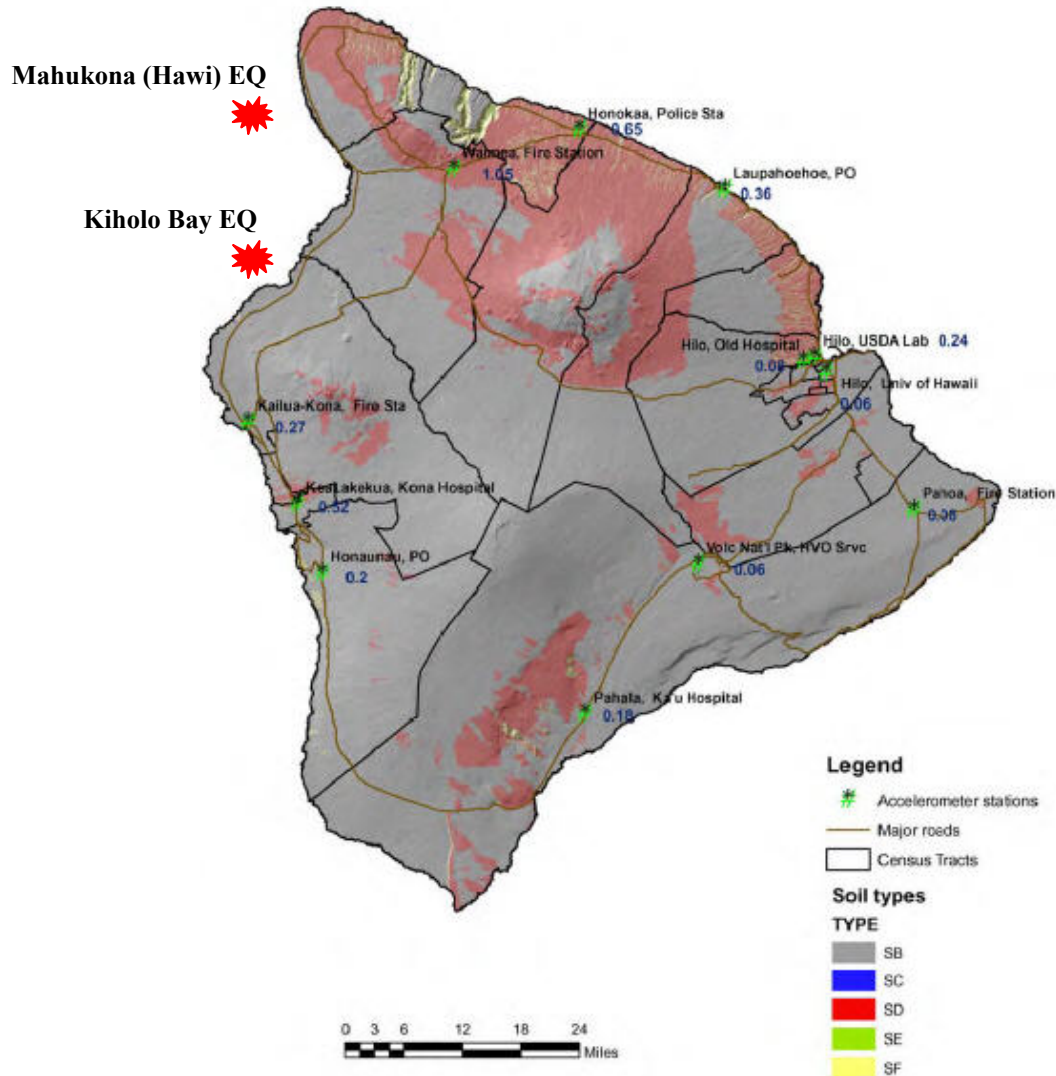 Mahukona (Hawi) EQ
Kiholo Bay EQ
Honokaa, Police Sta
0.65
Waimea, Fire Station
1.05
Laupahoehoe, PO
0.36
Hilo, Old Hospital
Hilo, USDA Lab 0.24
Hilo, Univ of Hawaii
0.06
Kailua-Kona, Fire Sta
0.27
KeaLakekua, Kona Hospital
0.52
Pahoa, Fire Station
Volc Nat'l Pk, HVO Srvc
0.06
Honaunau, PO
0.2
Pahala, Ka'u Hospital
0.18
Legend
Accelerometer stations
Major roads
Census Tracts
Soil types
TYPE
SB
SC
SD
SE
SF
0 3 6 12 18 24
Miles